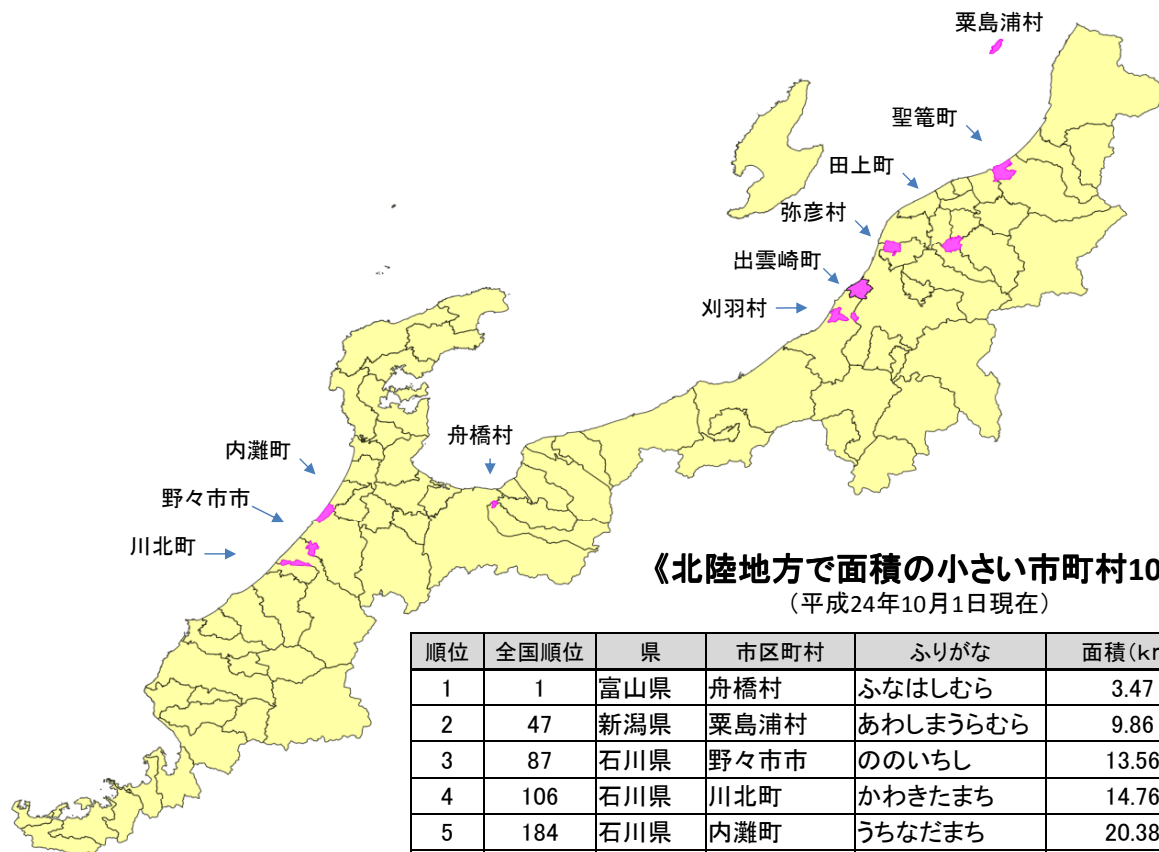 粟島浦村
聖篭町
田上町
弥彦村
出雲崎町
刈羽村
舟橋村
内灘町
野々市市
川北町
《北陸地方で面積の小さい市町村10
（平成24年10月1日現在）
順位 全国順位 県 市区町村 ふりがな 面積（k
1 1 富山県 舟橋村 ふなはしむら 3.47
2 47 新潟県 粟島浦村 あわしまうらむら 9.86
3 87 石川県 野々市市 ののいちし 13.56
4 106 石川県 川北町 かわきたまち 14.76
5 184 石川県 内灘町 うちなだまち 20.38